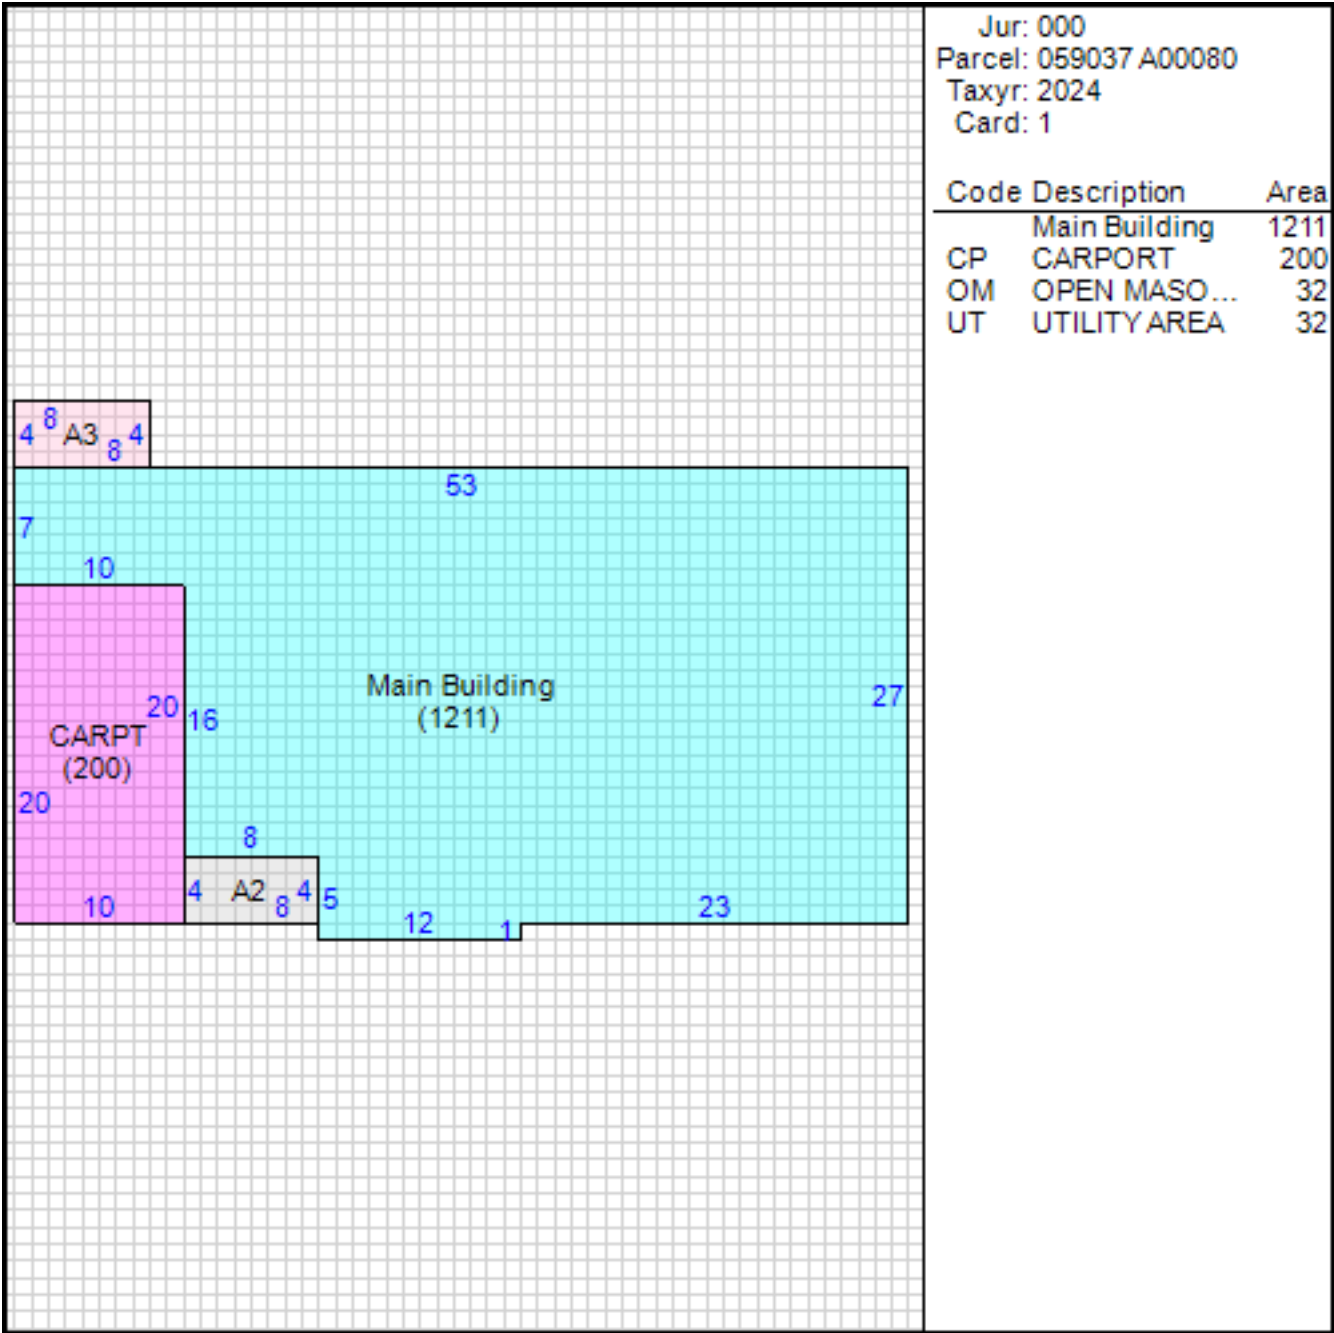 Jur: 000
Parcel: 059037 A00080
Taxyr: 2024
Card: 1
Code Description Area
Main Building 1211
CP CARPORT 200
OM OPEN MASO... 32
UT UTILITY AREA 32
8
4 A3 4
8
53
7
10
Main Building
(1211)
27
20 16
CARPT
(200)
20
8
4 A2 4 5
8
10
12 1
23